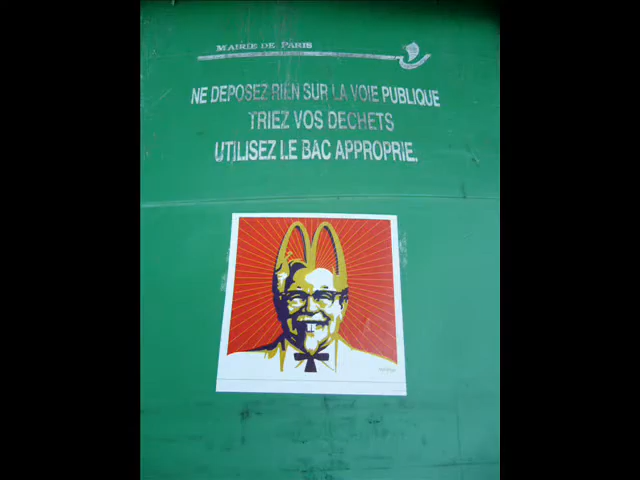 MAIRIE DE PARIS
NE DEPOSEZ RIEN SUR LA VOIE PUBLIQUE
TRIEZ VOS DECHETS
UTILISEZ LE BAC APPROPRIE.